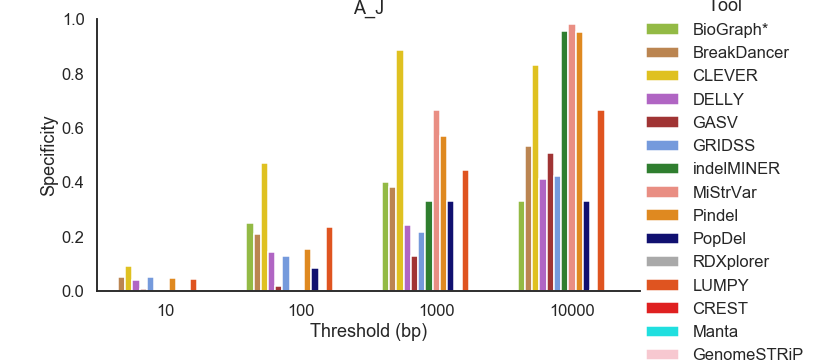 A_J
Tool
1.0
0.8
0.6
0.4
0.2
0.0
Specificity
10
100
1000
10000
Threshold (bp)
BioGraph*
BreakDancer
CLEVER
DELLY
GASV
GRIDSS
indelMINER
MiStrVar
Pindel
PopDel
RDXplorer
LUMPY
CREST
Manta
GenomeSTRiP